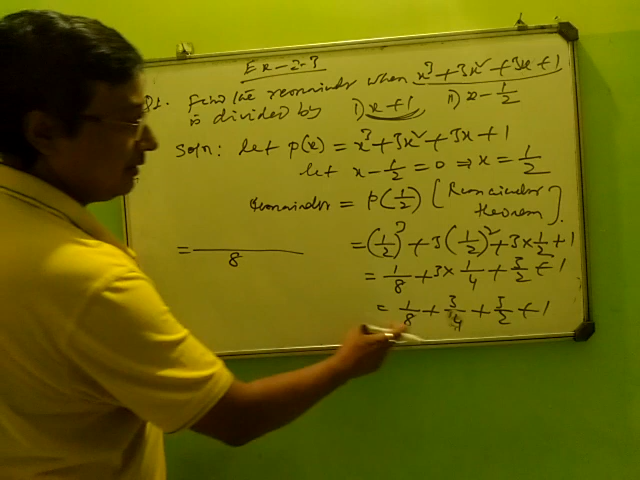 Ex-2.3
Q1. Find the remainder when x³+3x²+3x+1
is divided by i) x+1 ii) x-1/2
Soln: let p(x) = x³+3x²+3x+1
let x-1/2=0 ⇒ x=1/2
Remainder = p(1/2) [Remainder theorem].
= (1/2)³+3(1/2)²+3×1/2+1
= 1/8+3×1/4+3/2+1
= 1/8+3/4+3/2+1
= ―/8